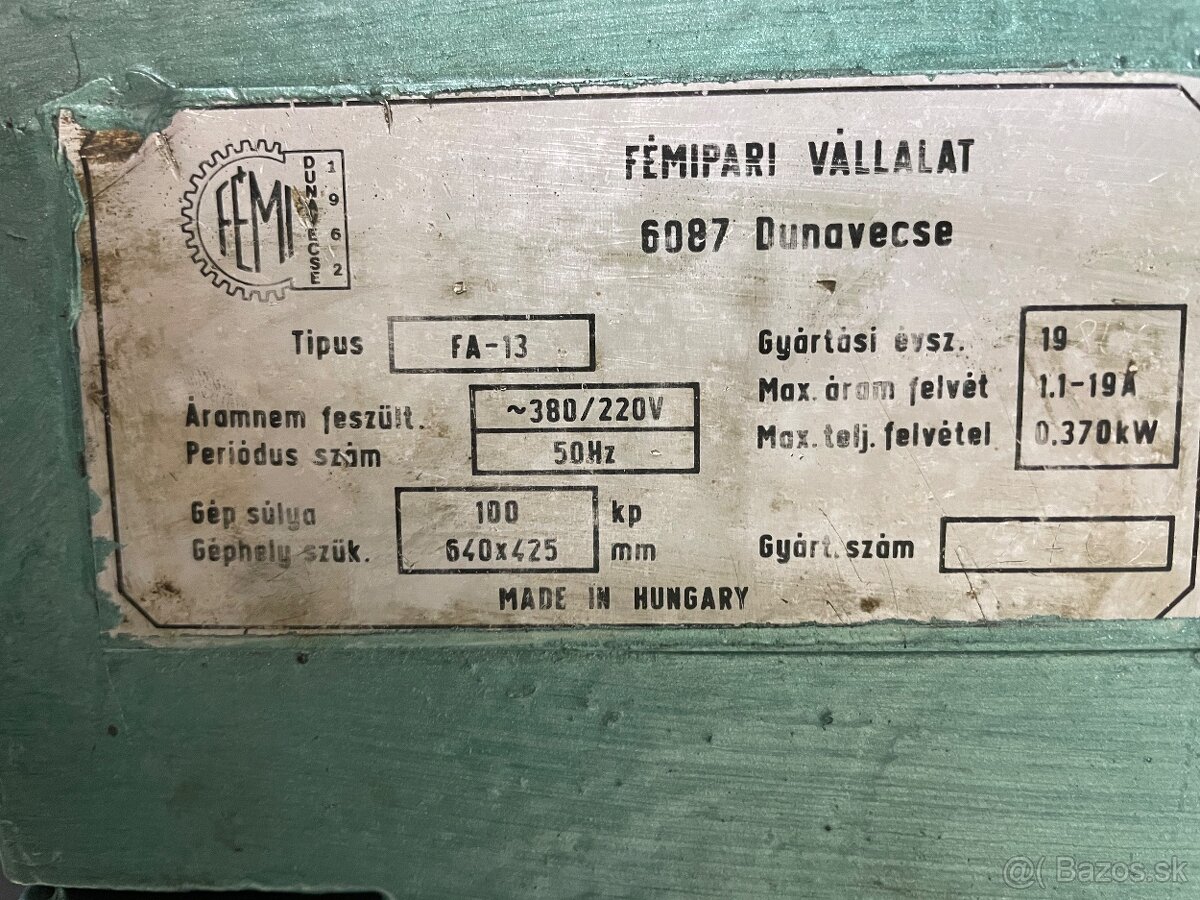 FÉMI
DUNAVECSE
1962
FÉMIPARI VÁLLALAT
6087 Dunavecse
Tipus FA-13
Áramnem feszült. ~380/220V
Periódus szám 50Hz
Gép súlya 100 kp
Géphely szük. 640x425 mm
Gyártási évsz. 19
Max. áram felvét 1.1-19A
Max. telj. felvétel 0.370kW
Gyárt. szám
MADE IN HUNGARY
@( Bazos.sk